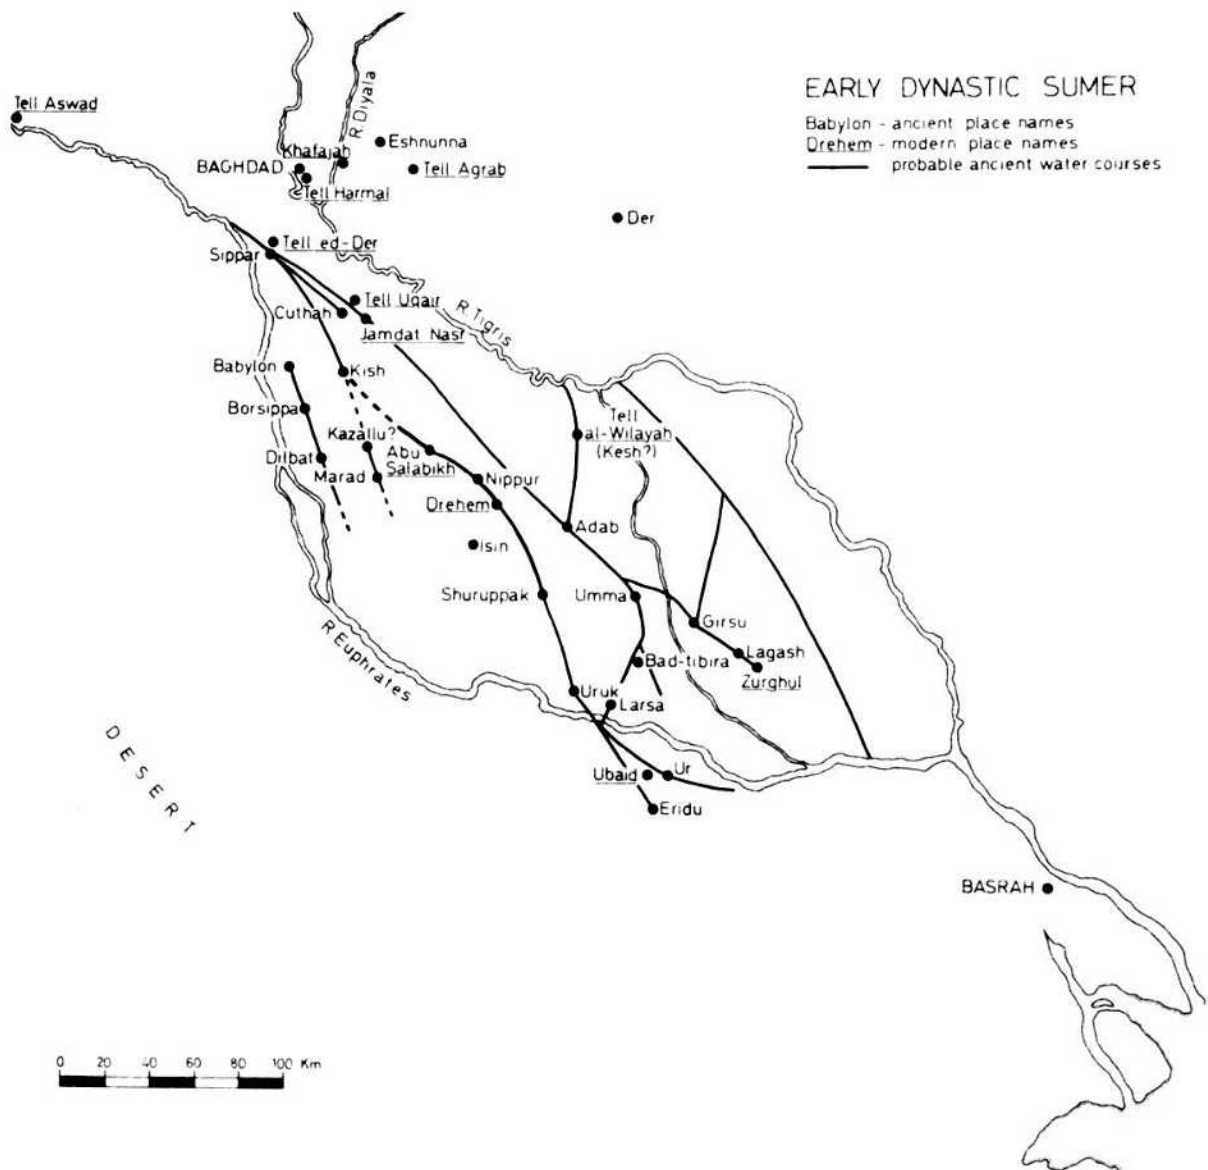 EARLY DYNASTIC SUMER
Babylon - ancient place names
Drehem - modern place names
probable ancient water courses
Tell Aswad
R. Diyala
Eshnunna
Khafajah
BAGHDAD
Tell Agrab
Tell Harmal
Der
Tell ed-Der
Sippar
Tell Uqair
Cuthah
R. Tigris
Jamdat Nasr
Babylon
Kish
Borsippa
Tell
al-Wilayah
(Kesh?)
Kazallu?
Abu
Salabikh
Dilbat
Marad
Nippur
Drehem
Adab
Isin
Shuruppak
Umma
Girsu
R. Euphrates
Bad-tibira
Lagash
Zurghul
Uruk
Larsa
DESERT
Ubaid
Ur
Eridu
BASRAH
0 20 40 60 80 100 Km